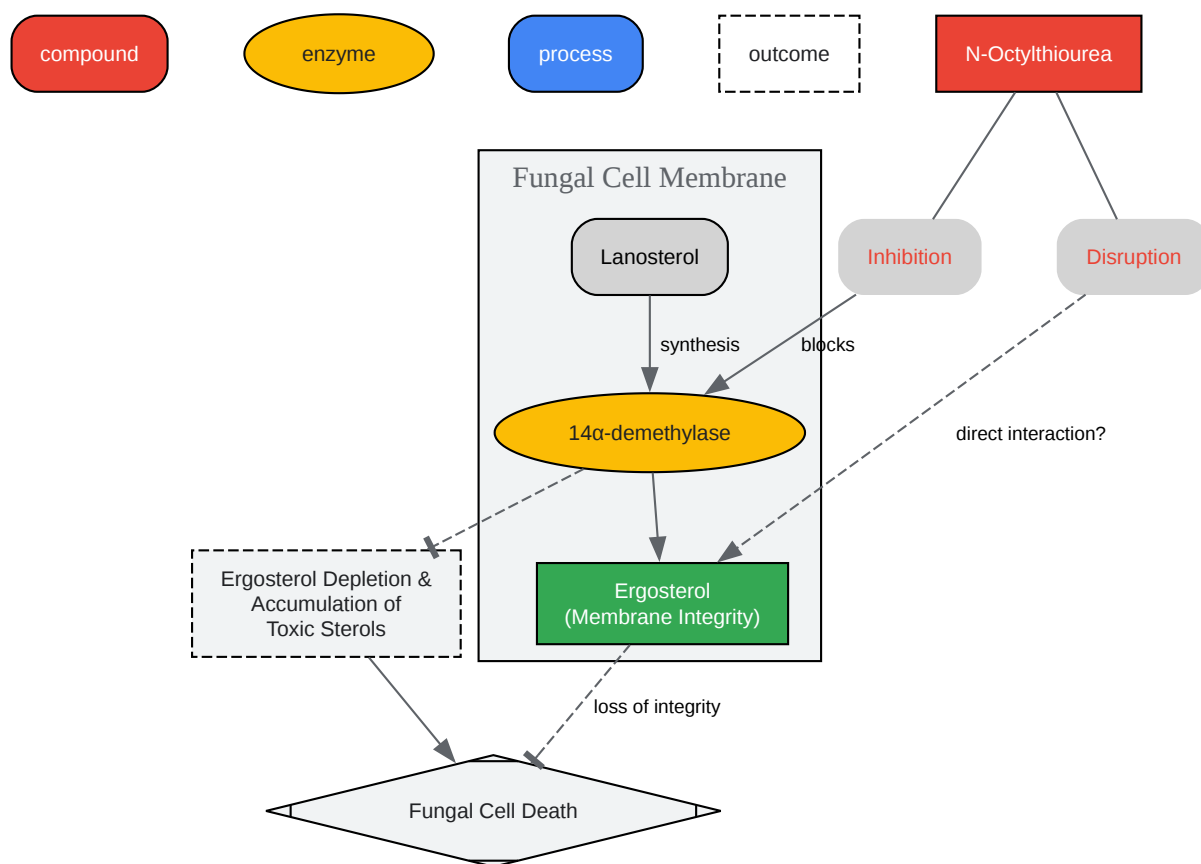 compound
enzyme
process
outcome
N-Octylthiourea
Fungal Cell Membrane
Lanosterol
Inhibition
Disruption
synthesis
blocks
14α-demethylase
direct interaction?
Ergosterol Depletion &
Accumulation of
Toxic Sterols
Ergosterol
(Membrane Integrity)
loss of integrity
Fungal Cell Death